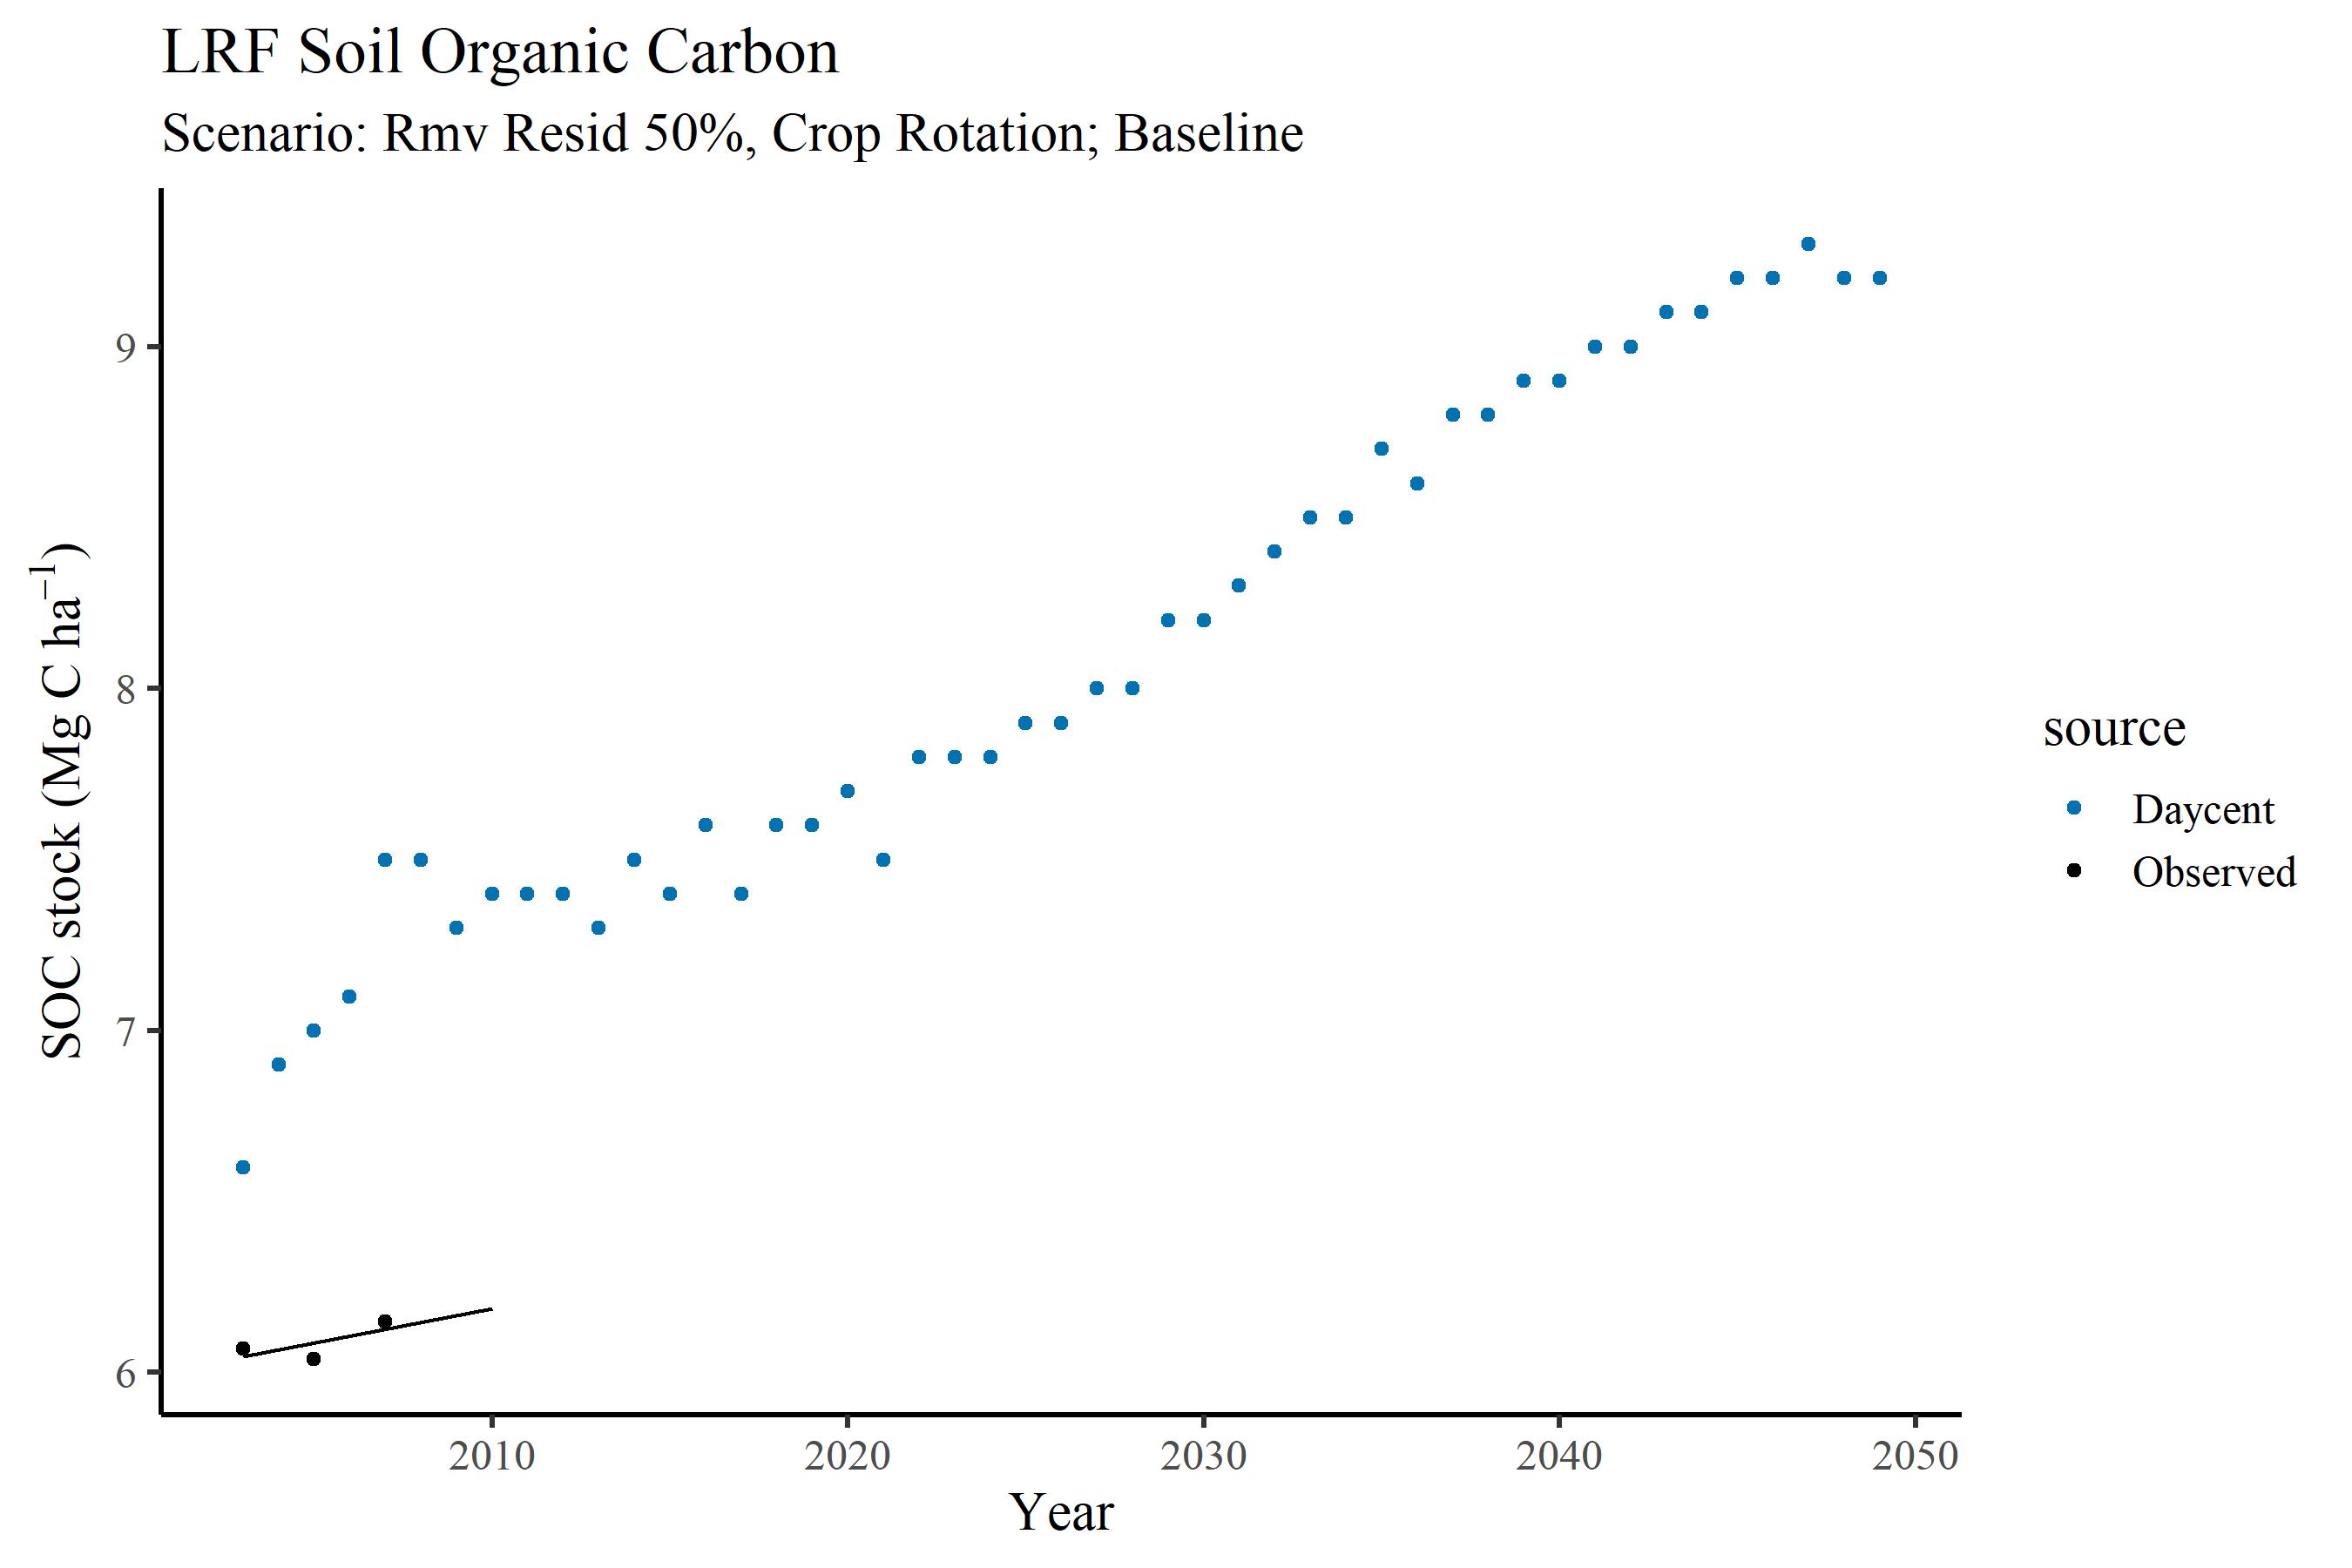 LRF Soil Organic Carbon
Scenario: Rmv Resid 50%, Crop Rotation; Baseline
SOC stock (Mg C ha⁻¹)
9
8
7
6
2010 2020 2030 2040 2050
Year
source
Daycent
Observed